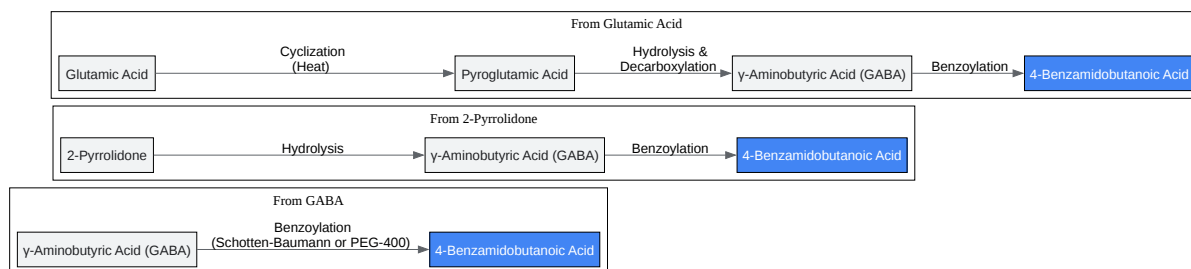 From Glutamic Acid
Glutamic Acid
Cyclization
(Heat)
Pyroglutamic Acid
Hydrolysis &
Decarboxylation
γ-Aminobutyric Acid (GABA)
Benzoylation
4-Benzamidobutanoic Acid
From 2-Pyrrolidone
2-Pyrrolidone
Hydrolysis
γ-Aminobutyric Acid (GABA)
Benzoylation
4-Benzamidobutanoic Acid
From GABA
γ-Aminobutyric Acid (GABA)
Benzoylation
(Schotten-Baumann or PEG-400)
4-Benzamidobutanoic Acid